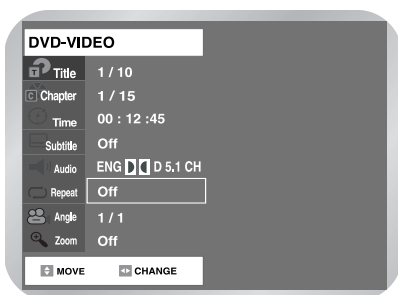 DVD-VIDEO
Title 1 / 10
Chapter 1 / 15
Time 00 : 12 :45
Subtitle Off
Audio ENG D 5.1 CH
Repeat Off
Angle 1 / 1
Zoom Off
MOVE CHANGE